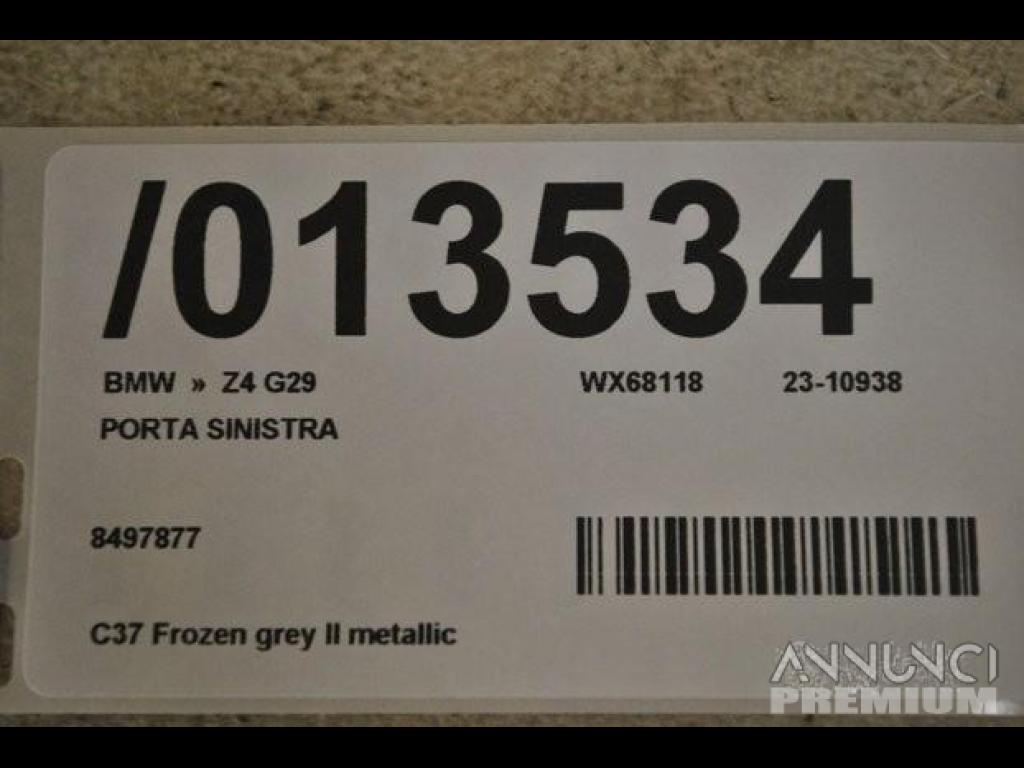 /013534
BMW » Z4 G29 WX68118 23-10938
PORTA SINISTRA
8497877
C37 Frozen grey II metallic
ANNUNCI
PREMIUM